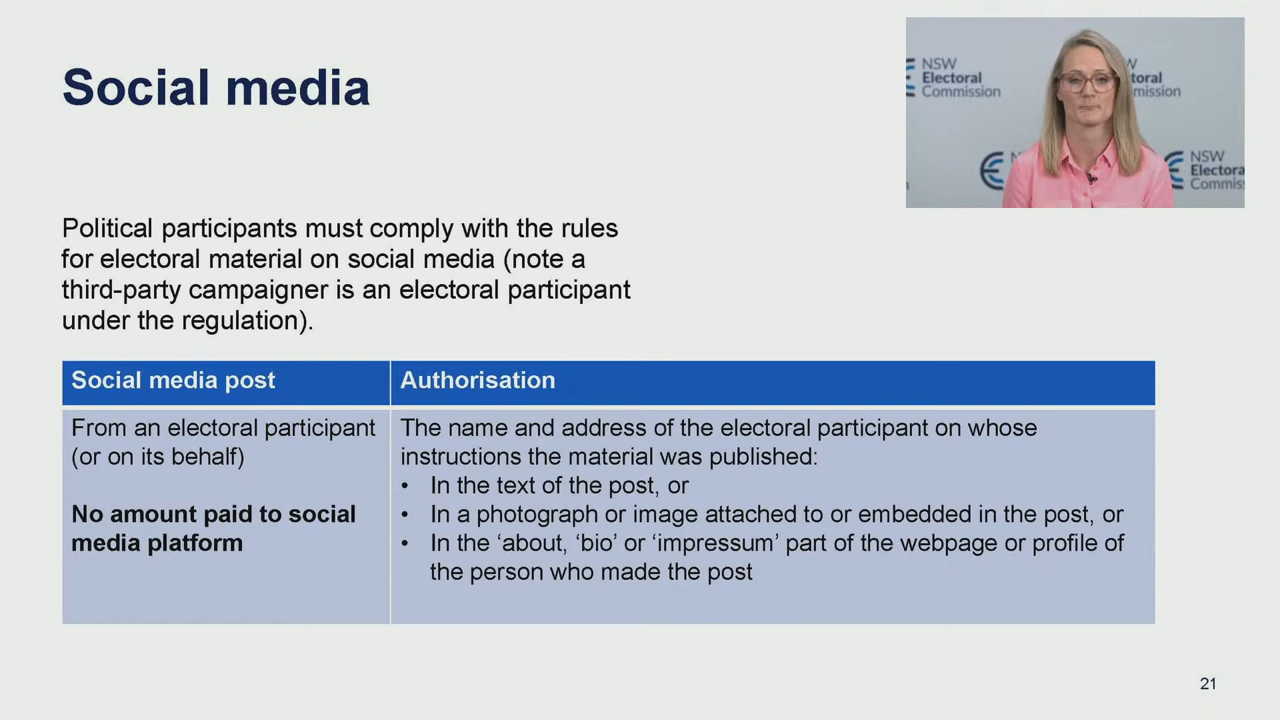 Social media
NSW
Electoral
Commission
W
toral
mission
N
NSW
Electora
Commis
Political participants must comply with the rules
for electoral material on social media (note a
third-party campaigner is an electoral participant
under the regulation).
Social media post
Authorisation
From an electoral participant
(or on its behalf)
No amount paid to social
media platform
The name and address of the electoral participant on whose
instructions the material was published:
• In the text of the post, or
• In a photograph or image attached to or embedded in the post, or
• In the ‘about, ‘bio’ or ‘impressum’ part of the webpage or profile of
the person who made the post
21